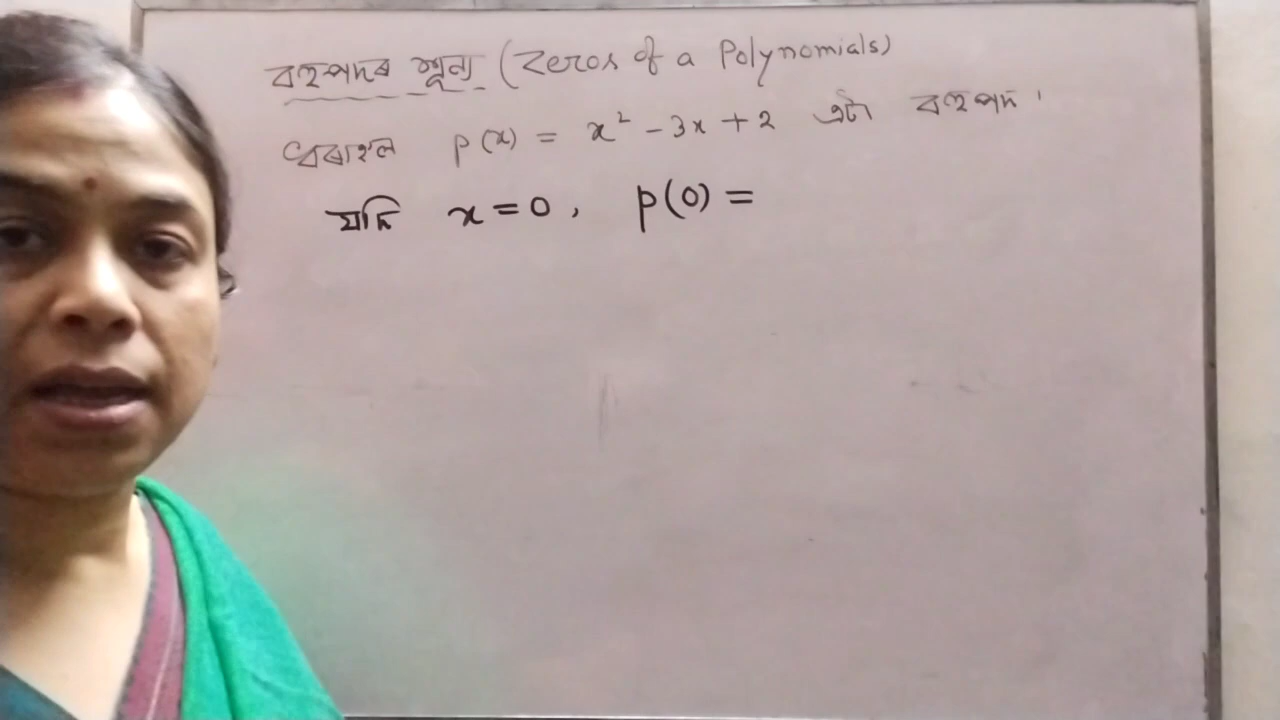 বহুপদৰ শূন্য (Zeros of a Polynomials)
ধৰাহ'ল p(x) = x² - 3x + 2 এটা বহুপদ।
যদি x = 0, p(0) =